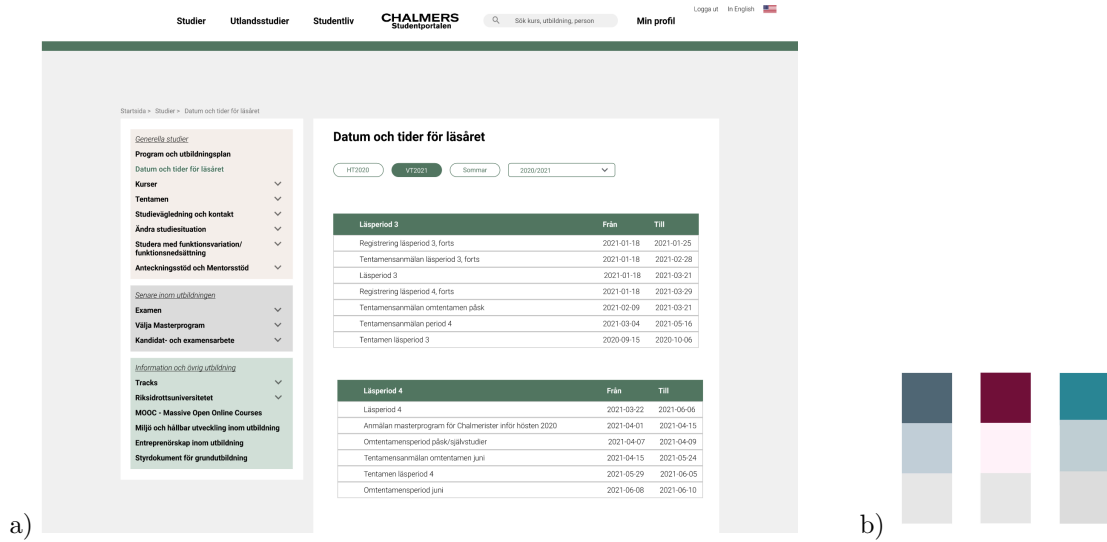 Logga ut In English
Studier Utlandsstudier Studentliv CHALMERS Sök kurs, utbildning, person Min profil
Studentportalen
Startsida > Studier > Datum och tider för läsåret
Generella studier
Program och utbildningsplan
Datum och tider för läsåret
Kurser
Tentamen
Studievägledning och kontakt
Ändra studiesituation
Studera med funktionsvariation/
funktionsnedsättning
Anteckningsstöd och Mentorsstöd
Senare inom utbildningen
Examen
Välja Masterprogram
Kandidat- och examensarbete
Information och övrig utbildning
Tracks
Riksidrottsuniversitetet
MOOC - Massive Open Online Courses
Miljö och hållbar utveckling inom utbildning
Entreprenörskap inom utbildning
Styrdokument för grundutbildning
Datum och tider för läsåret
HT2020 VT2021 Sommar 2020/2021
Läsperiod 3 Från Till
Registrering läsperiod 3, forts 2021-01-18 2021-01-25
Tentamensanmälan läsperiod 3, forts 2021-01-18 2021-02-28
Läsperiod 3 2021-01-18 2021-03-21
Registrering läsperiod 4, forts 2021-01-18 2021-03-29
Tentamensanmälan omtentamen påsk 2021-02-09 2021-03-21
Tentamensanmälan period 4 2021-03-04 2021-05-16
Tentamen läsperiod 3 2020-09-15 2020-10-06
Läsperiod 4 Från Till
Läsperiod 4 2021-03-22 2021-06-06
Anmälan masterprogram för Chalmerister inför hösten 2020 2021-04-01 2021-04-15
Omtentamensperiod påsk/självstudier 2021-04-07 2021-04-09
Tentamensanmälan omtentamen juni 2021-04-15 2021-05-24
Tentamen läsperiod 4 2021-05-29 2021-06-05
Omtentamensperiod juni 2021-06-08 2021-06-10
a)
b)